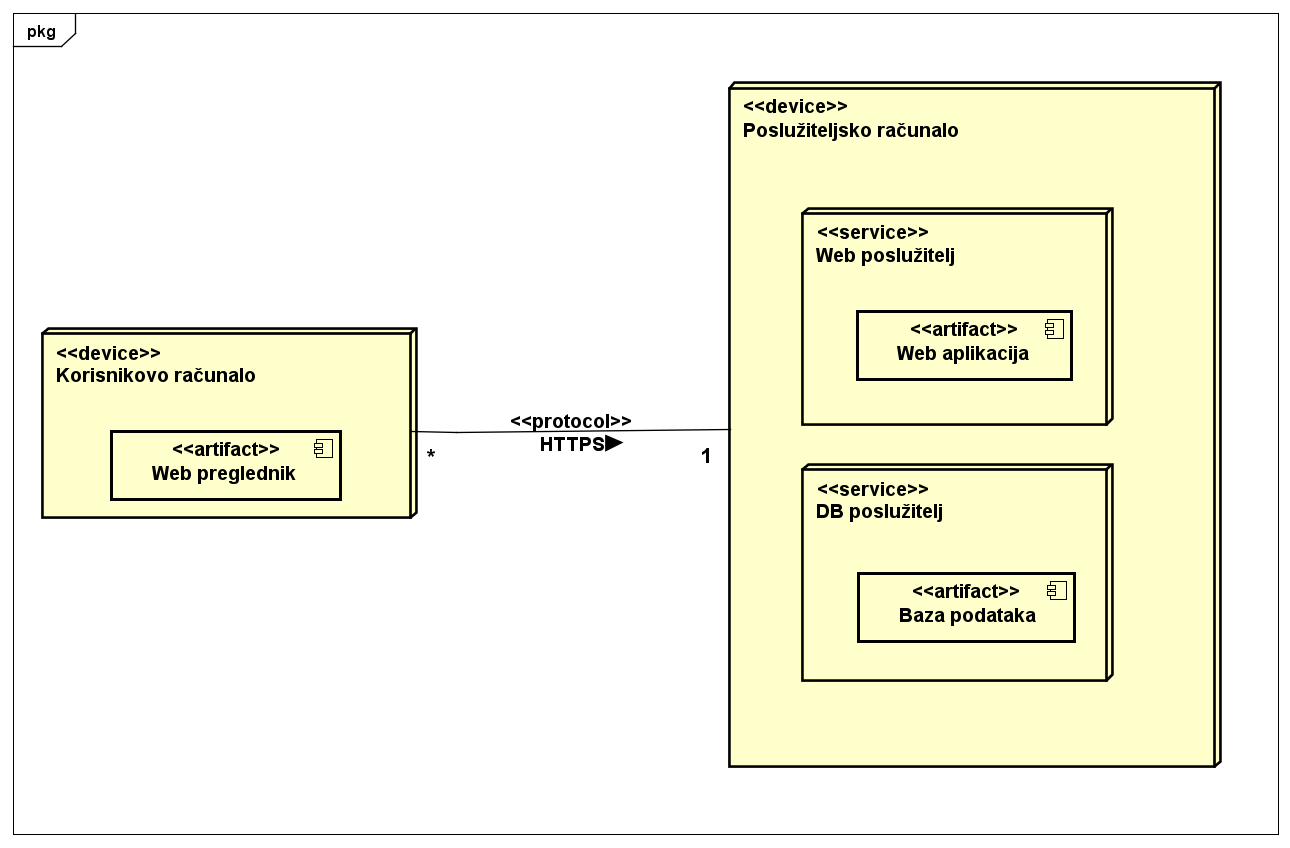 pkg
<<device>>
Korisnikovo računalo
<<artifact>>
Web preglednik
<<protocol>>
HTTPS
*
1
<<device>>
Poslužiteljsko računalo
<<service>>
Web poslužitelj
<<artifact>>
Web aplikacija
<<service>>
DB poslužitelj
<<artifact>>
Baza podataka